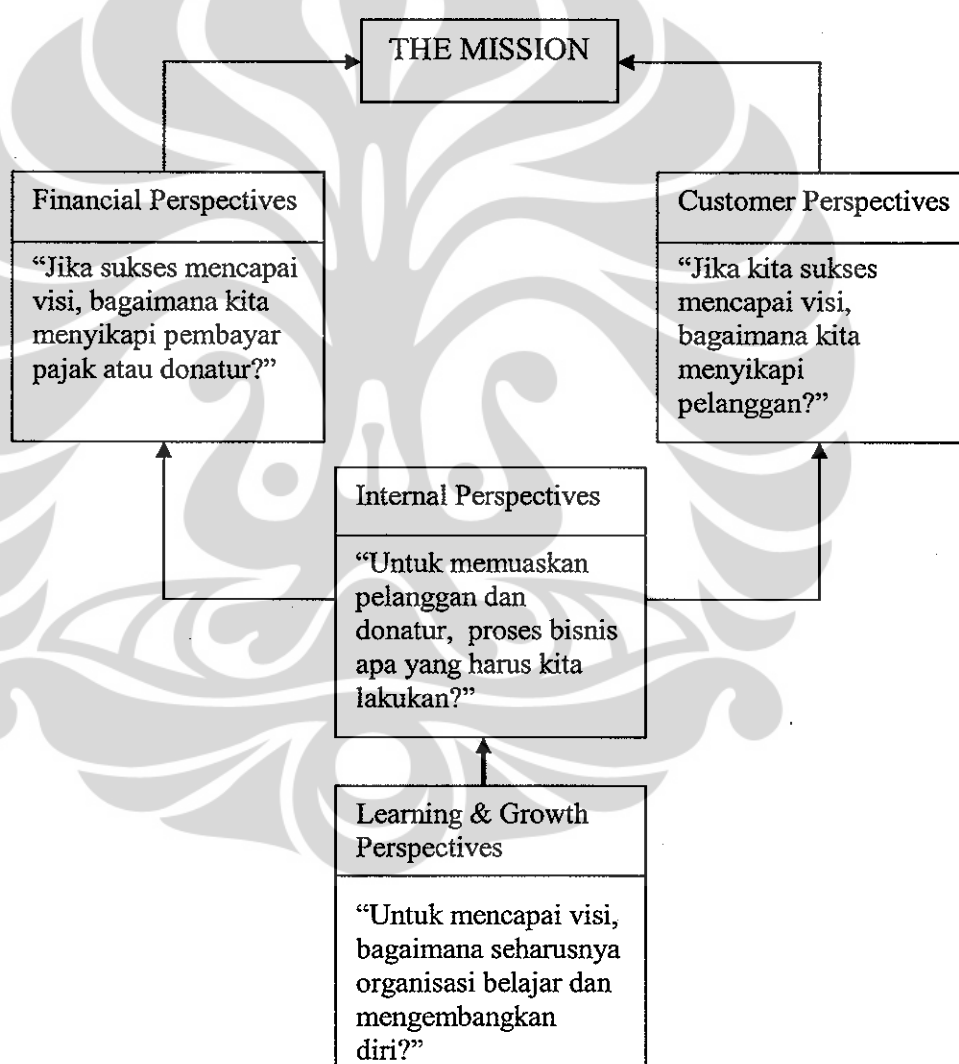 THE MISSION
Financial Perspectives
“Jika sukses mencapai
visi, bagaimana kita
menyikapi pembayar
pajak atau donatur?”
Customer Perspectives
“Jika kita sukses
mencapai visi,
bagaimana kita
menyikapi
pelanggan?”
Internal Perspectives
“Untuk memuaskan
pelanggan dan
donatur, proses bisnis
apa yang harus kita
lakukan?”
Learning & Growth
Perspectives
“Untuk mencapai visi,
bagaimana seharusnya
organisasi belajar dan
mengembangkan
diri?”